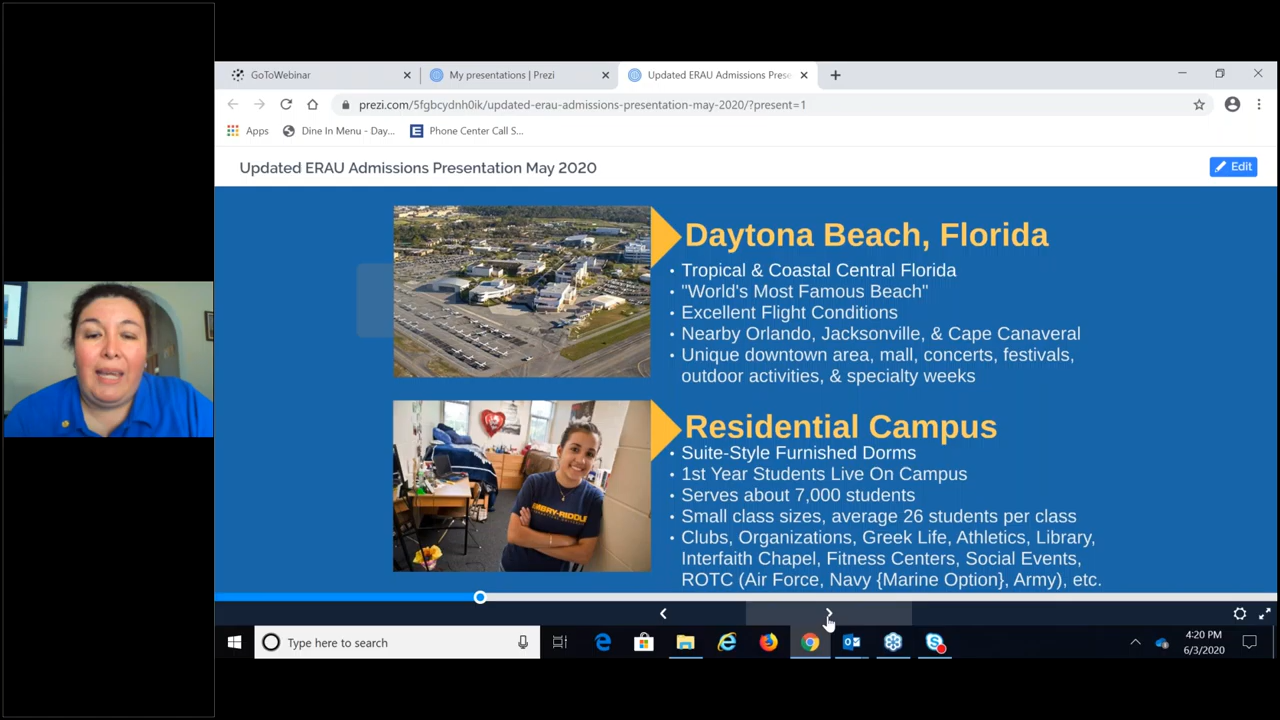 GoToWebinar
My presentations | Prezi
Updated ERAU Admissions Prese
prezi.com/5fgbcydnh0ik/updated-erau-admissions-presentation-may-2020/?present=1
Apps
Dine In Menu - Day...
Phone Center Call S...
Updated ERAU Admissions Presentation May 2020
Edit
Daytona Beach, Florida
• Tropical & Coastal Central Florida
• "World's Most Famous Beach"
• Excellent Flight Conditions
• Nearby Orlando, Jacksonville, & Cape Canaveral
• Unique downtown area, mall, concerts, festivals,
outdoor activities, & specialty weeks
Residential Campus
• Suite-Style Furnished Dorms
• 1st Year Students Live On Campus
• Serves about 7,000 students
• Small class sizes, average 26 students per class
• Clubs, Organizations, Greek Life, Athletics, Library,
Interfaith Chapel, Fitness Centers, Social Events,
ROTC (Air Force, Navy {Marine Option}, Army), etc.
EMBRY-RIDDLE
Type here to search
4:20 PM
6/3/2020